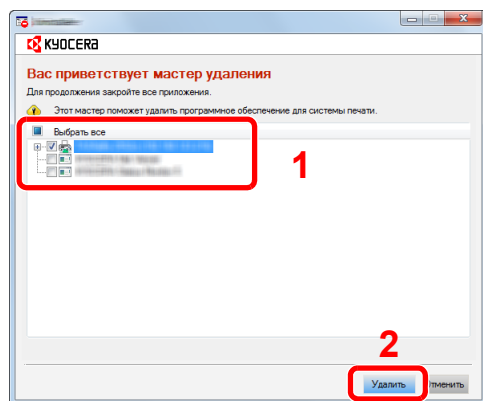 KYOCERA
Вас приветствует мастер удаления
Для продолжения закройте все приложения.
Этот мастер поможет удалить программное обеспечение для системы печати.
Выбрать все
1
2
Удалить